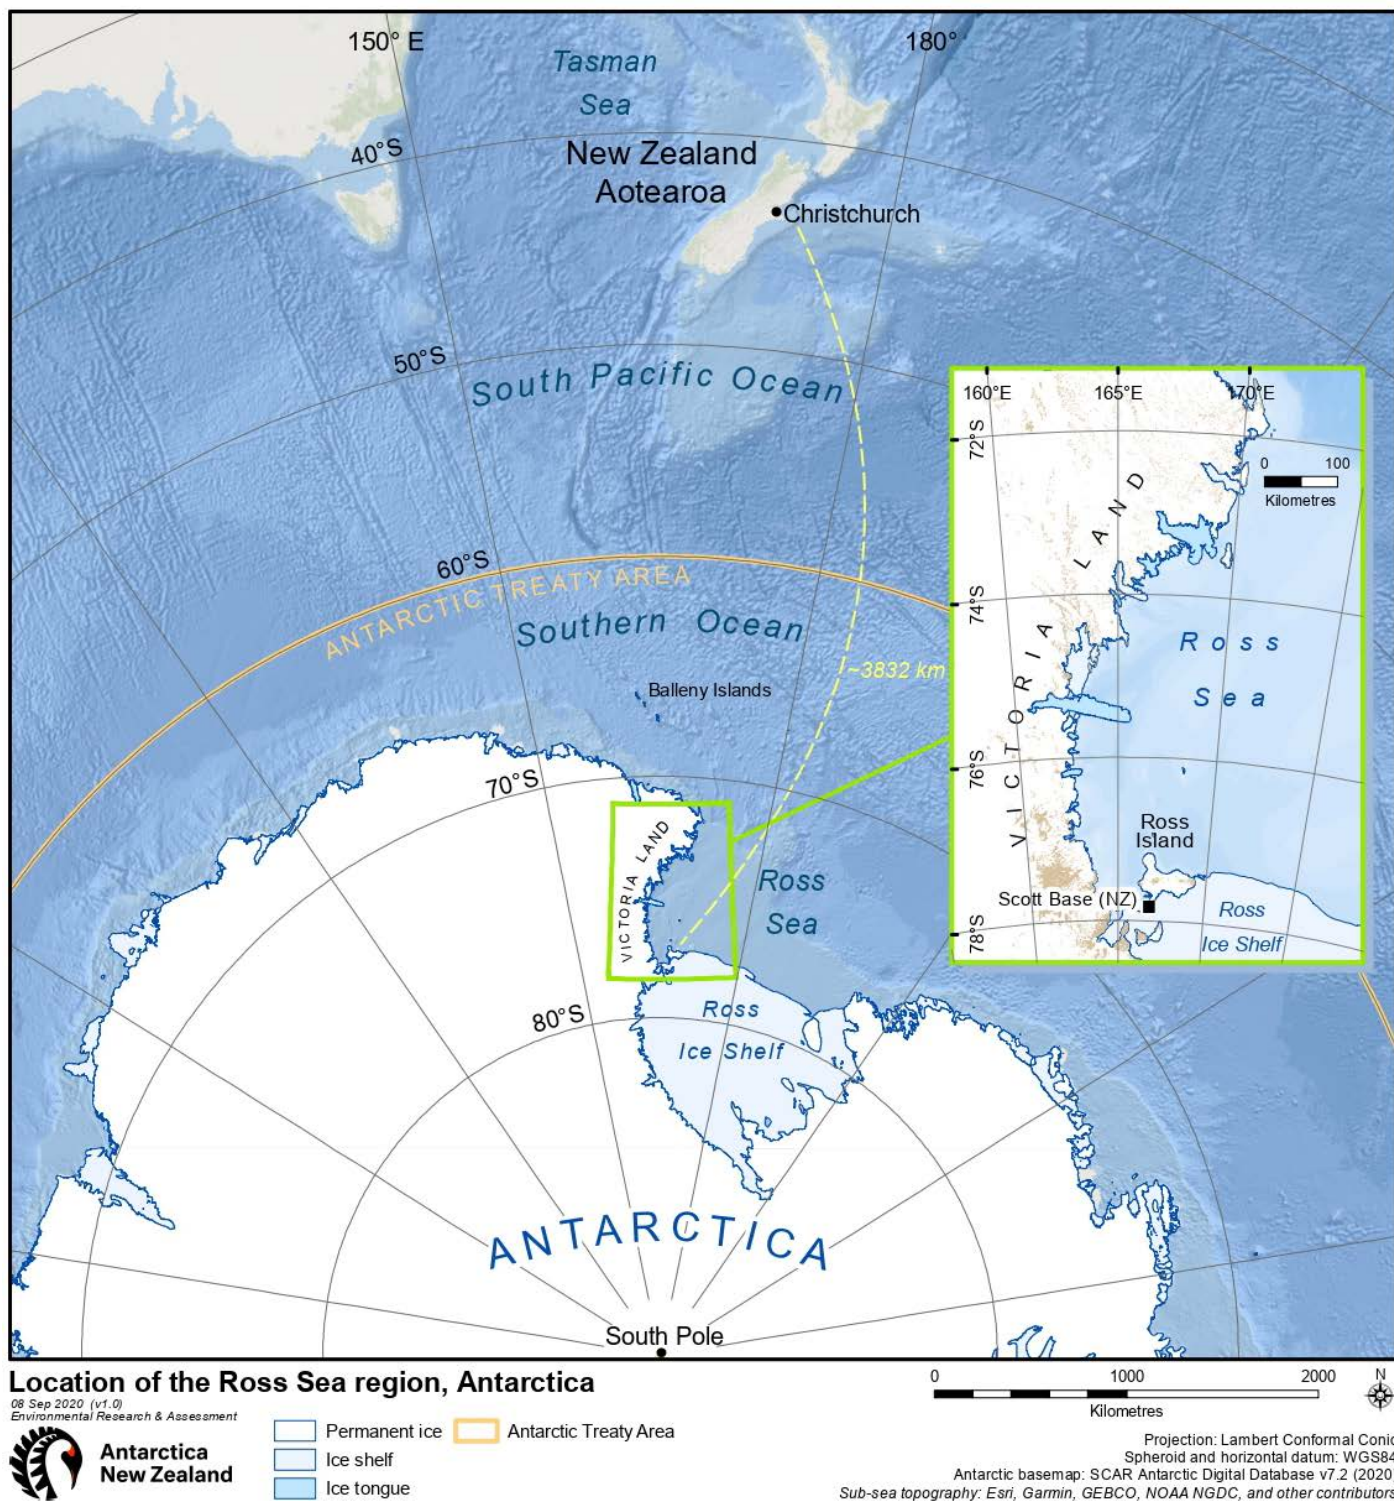 150° E
180°
Tasman
Sea
40°S
New Zealand
Aotearoa
Christchurch
50°S
South Pacific Ocean
60°S
ANTARCTIC TREATY AREA
Southern Ocean
~3832 km
Balleny Islands
70°S
VICTORIA LAND
Ross
Sea
80°S
Ross
Ice Shelf
ANTARCTICA
South Pole
160°E
165°E
170°E
72°S
0 100
Kilometres
VICTORIA LAND
74°S
Ross
Sea
76°S
Ross
Island
Scott Base (NZ)
Ross
Ice Shelf
78°S
Location of the Ross Sea region, Antarctica
08 Sep 2020 (v1.0)
Environmental Research & Assessment
Antarctica
New Zealand
Permanent ice
Ice shelf
Ice tongue
Antarctic Treaty Area
0 1000 2000
Kilometres
N
Projection: Lambert Conformal Conic
Spheroid and horizontal datum: WGS84
Antarctic basemap: SCAR Antarctic Digital Database v7.2 (2020)
Sub-sea topography: Esri, Garmin, GEBCO, NOAA NGDC, and other contributors